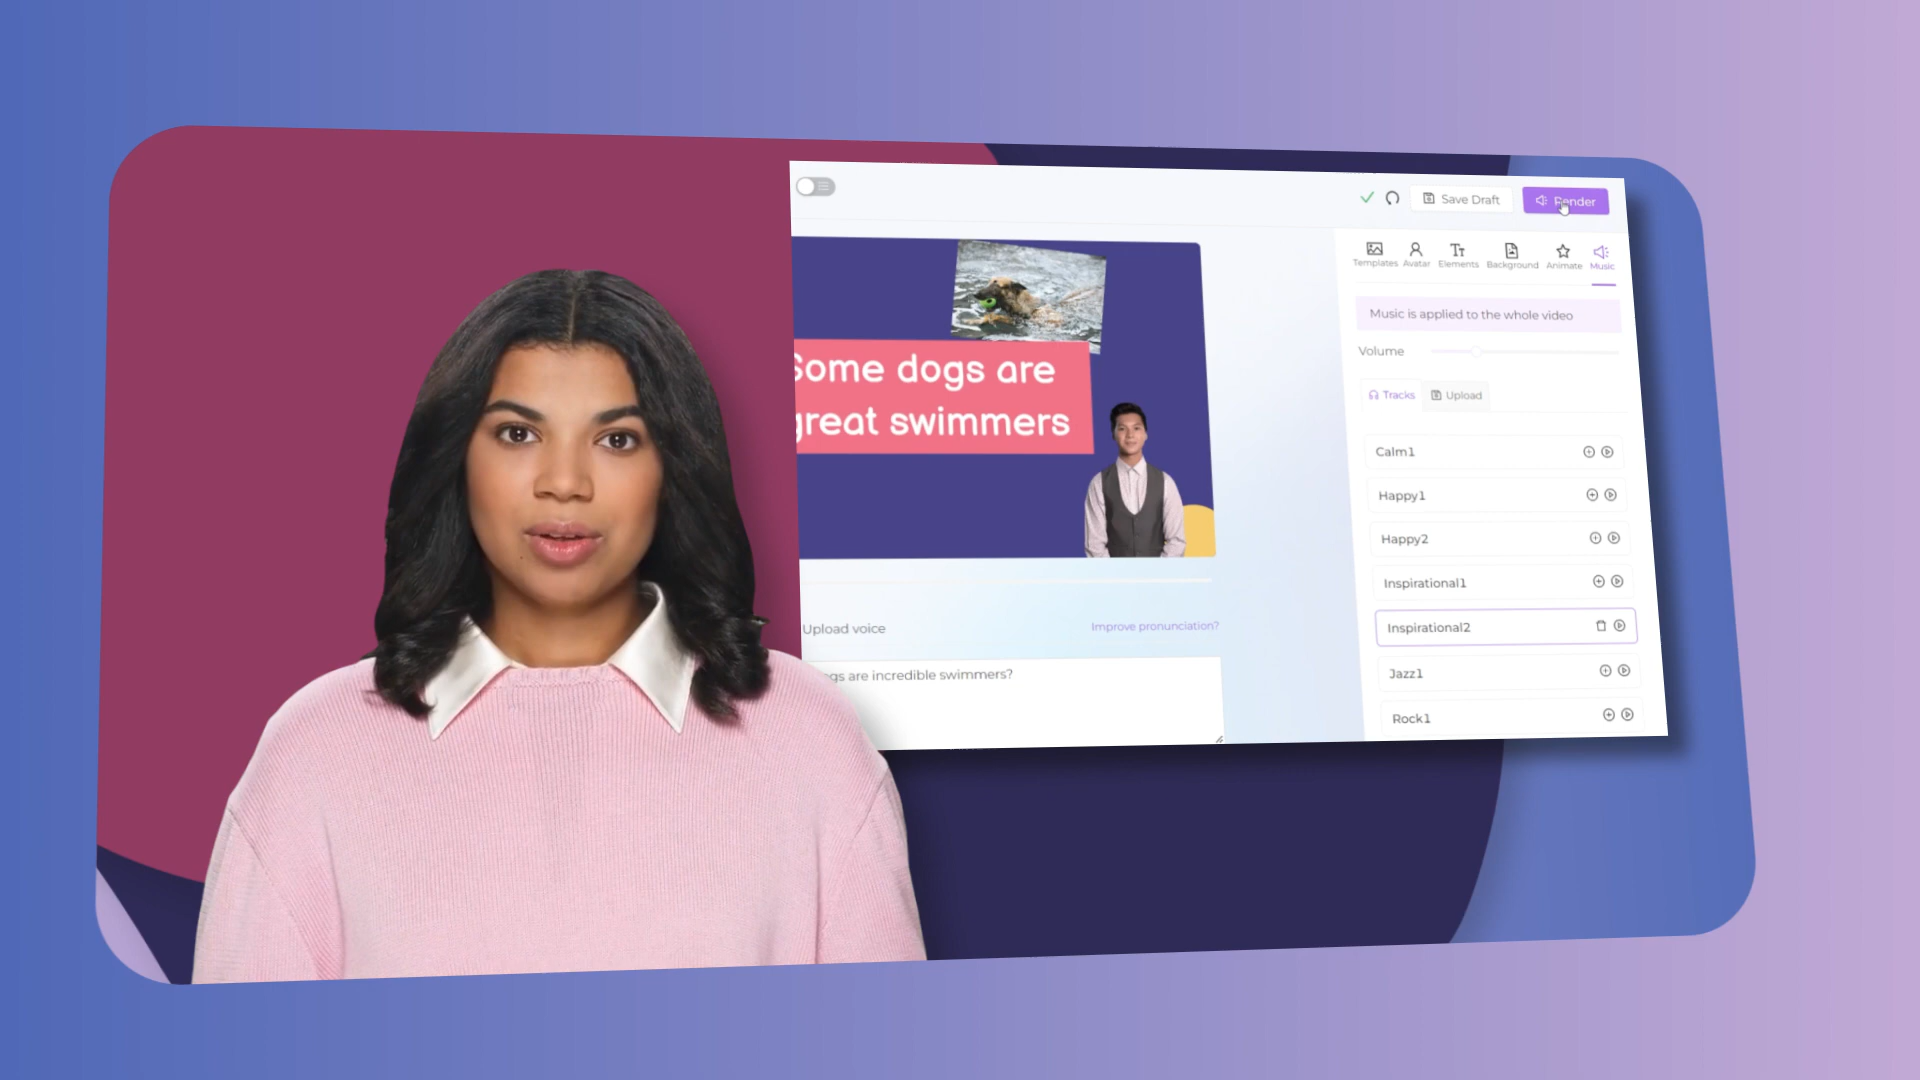 Save Draft
Render
Templates
Avatar
Elements
Background
Animate
Music
Some dogs are
great swimmers
Music is applied to the whole video
Volume
Tracks
Upload
Calm1
Happy1
Happy2
Inspirational1
Inspirational2
Jazz1
Rock1
Upload voice
Improve pronunciation?
are incredible swimmers?